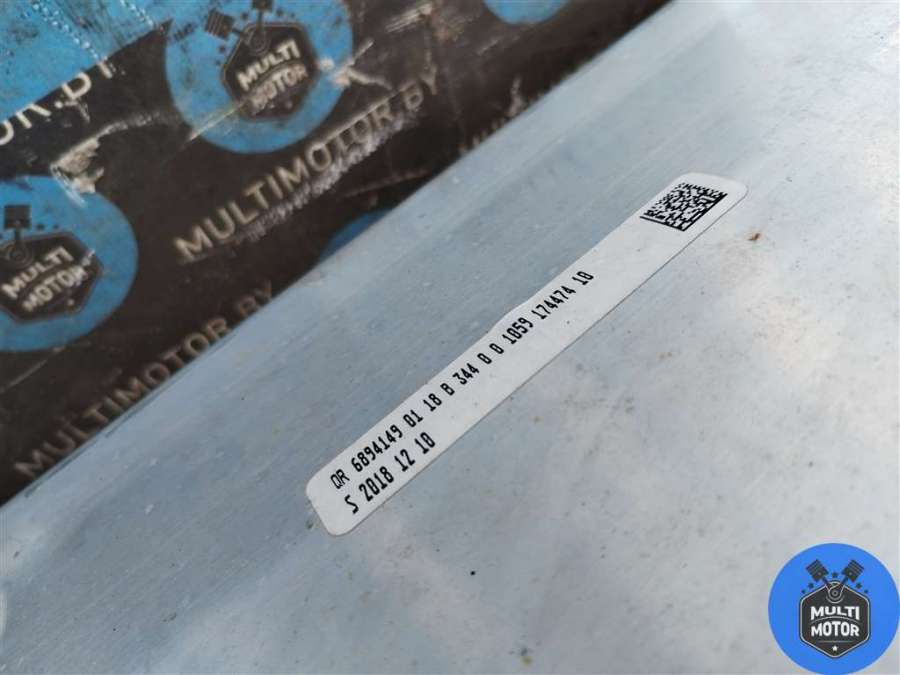 MULTI
MOTOR
MULTIMOTOR.BY
MULTI
MOTOR
MULTIMOTOR.BY
QR 6894149 01 18 B 344 0 0 1059 174474 10
S 2018 12 10
MULTI
MOTOR